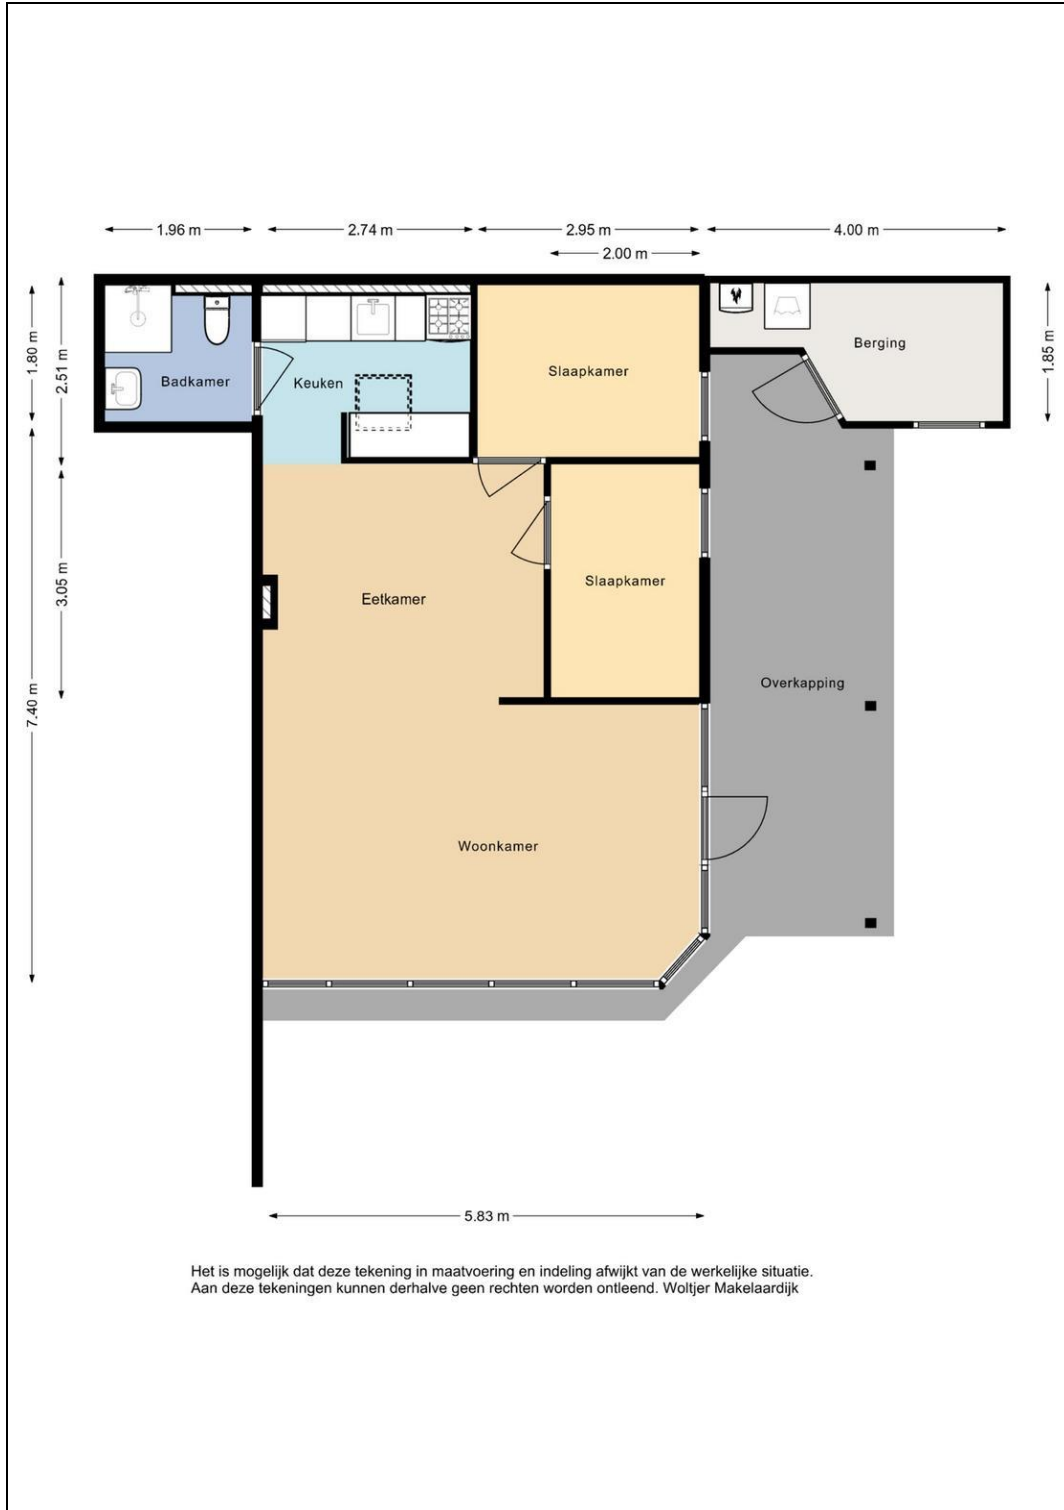 1.96 m
2.74 m
2.95 m
4.00 m
2.00 m
1.80 m
2.51 m
1.85 m
Berging
Slaapkamer
Badkamer
Keuken
3.05 m
Slaapkamer
Eetkamer
Overkapping
7.40 m
Woonkamer
5.83 m
Het is mogelijk dat deze tekening in maatvoering en indeling afwijkt van de werkelijke situatie.
Aan deze tekeningen kunnen derhalve geen rechten worden ontleend. Woltjer Makelaardijk